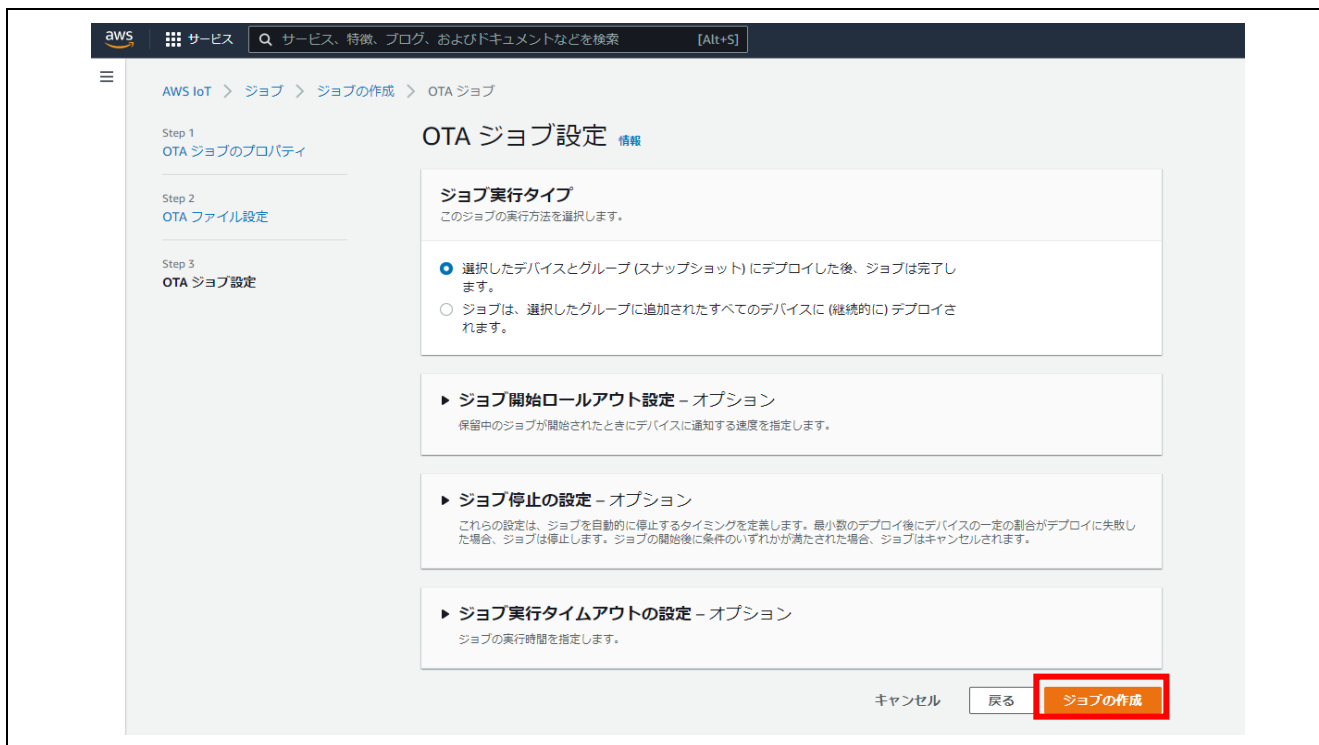 aws
サービス
サービス、特徴、ブログ、およびドキュメントなどを検索 [Alt+S]
AWS IoT > ジョブ > ジョブの作成 > OTA ジョブ
Step 1
OTA ジョブのプロパティ
Step 2
OTA ファイル設定
Step 3
OTA ジョブ設定
OTA ジョブ設定 情報
ジョブ実行タイプ
このジョブの実行方法を選択します。
選択したデバイスとグループ (スナップショット) にデプロイした後、ジョブは完了し
ます。
ジョブは、選択したグループに追加されたすべてのデバイスに (継続的に) デプロイさ
れます。
ジョブ開始ロールアウト設定 – オプション
保留中のジョブが開始されたときにデバイスに通知する速度を指定します。
ジョブ停止の設定 – オプション
これらの設定は、ジョブを自動的に停止するタイミングを定義します。最小数のデプロイ後にデバイスの一定の割合がデプロイに失敗し
た場合、ジョブは停止します。ジョブの開始後に条件のいずれかが満たされた場合、ジョブはキャンセルされます。
ジョブ実行タイムアウトの設定 – オプション
ジョブの実行時間を指定します。
キャンセル 戻る ジョブの作成